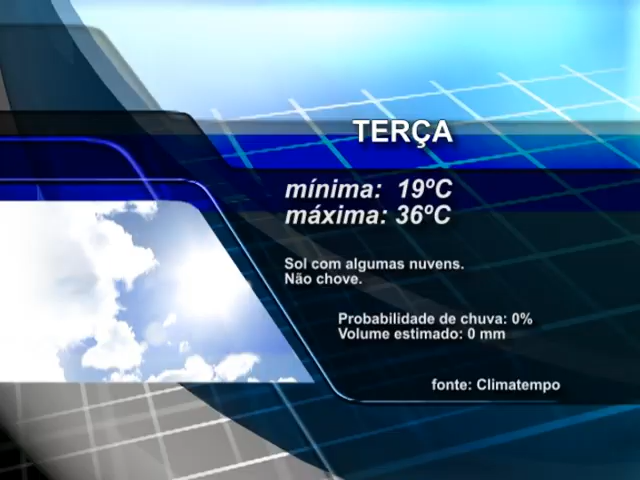 TERÇA
mínima: 19ºC
máxima: 36ºC
Sol com algumas nuvens.
Não chove.
Probabilidade de chuva: 0%
Volume estimado: 0 mm
fonte: Climatempo